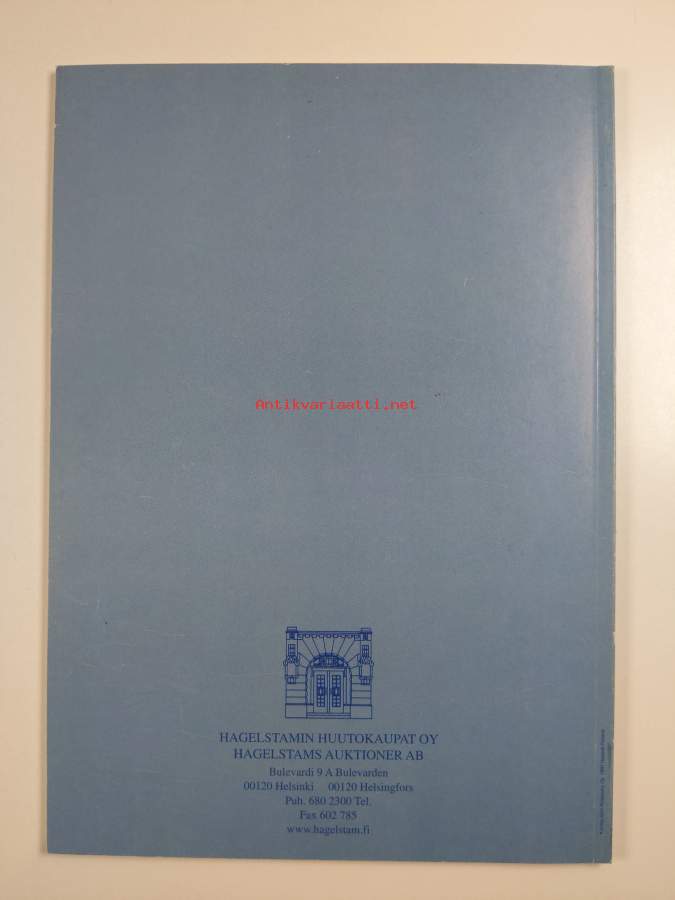 Antikvariaatti.net
HAGELSTAMIN HUUTOKAUPAT OY
HAGELSTAMS AUKTIONER AB
Bulevardi 9 A Bulevarden
00120 Helsinki 00120 Helsingfors
Puh. 680 2300 Tel.
Fax 602 785
www.hagelstam.fi